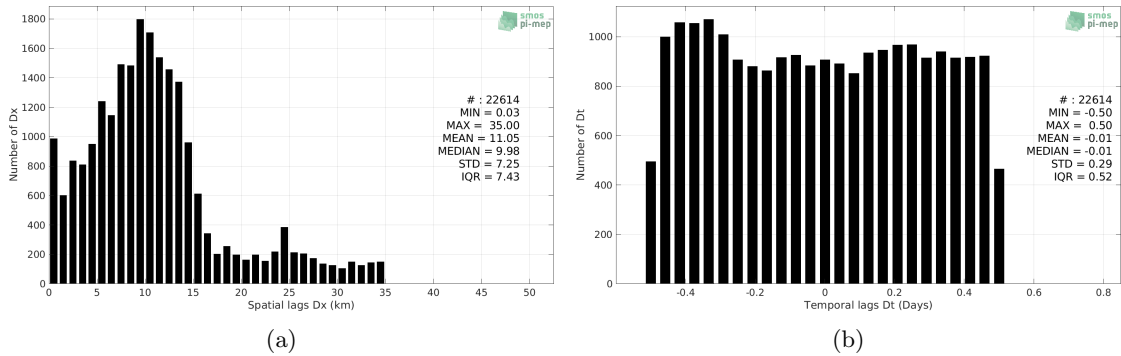 1800
1600
1400
1200
1000
800
600
400
200
0
Number of Dx
smos
pi-mep
# : 22614
MIN = 0.03
MAX = 35.00
MEAN = 11.05
MEDIAN = 9.98
STD = 7.25
IQR = 7.43
0 5 10 15 20 25 30 35 40 45 50
Spatial lags Dx (km)
(a)
1000
800
600
400
200
0
Number of Dt
smos
pi-mep
# : 22614
MIN = -0.50
MAX = 0.50
MEAN = -0.01
MEDIAN = -0.01
STD = 0.29
IQR = 0.52
-0.4 -0.2 0 0.2 0.4 0.6 0.8
Temporal lags Dt (Days)
(b)